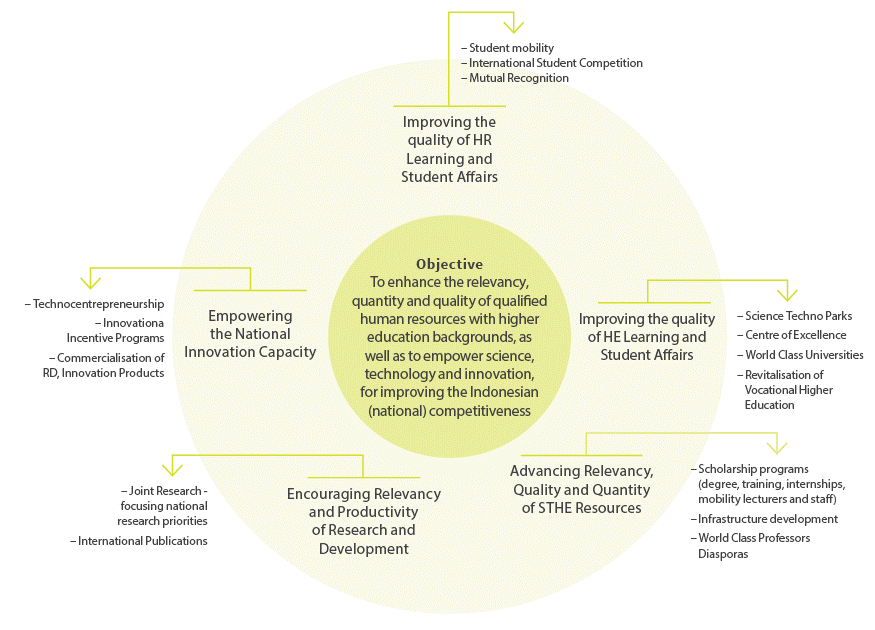 – Student mobility
– International Student Competition
– Mutual Recognition
Improving the
quality of HR
Learning and
Student Affairs
Objective
To enhance the relevancy,
quantity and quality of qualified
human resources with higher
education backgrounds, as
well as to empower science,
technology and innovation,
for improving the Indonesian
(national) competitiveness
– Technocentrepreneurship
– Innovationa
Incentive Programs
– Commercialisation of
RD, Innovation Products
Empowering
the National
Innovation Capacity
Improving the quality
of HE Learning and
Student Affairs
– Science Techno Parks
– Centre of Excellence
– World Class Universities
– Revitalisation of
Vocational Higher
Education
– Joint Research -
focusing national
research priorities
– International Publications
Encouraging Relevancy
and Productivity
of Research and
Development
Advancing Relevancy,
Quality and Quantity
of STHE Resources
– Scholarship programs
(degree, training, internships,
mobility lecturers and staff)
– Infrastructure development
– World Class Professors
Diasporas